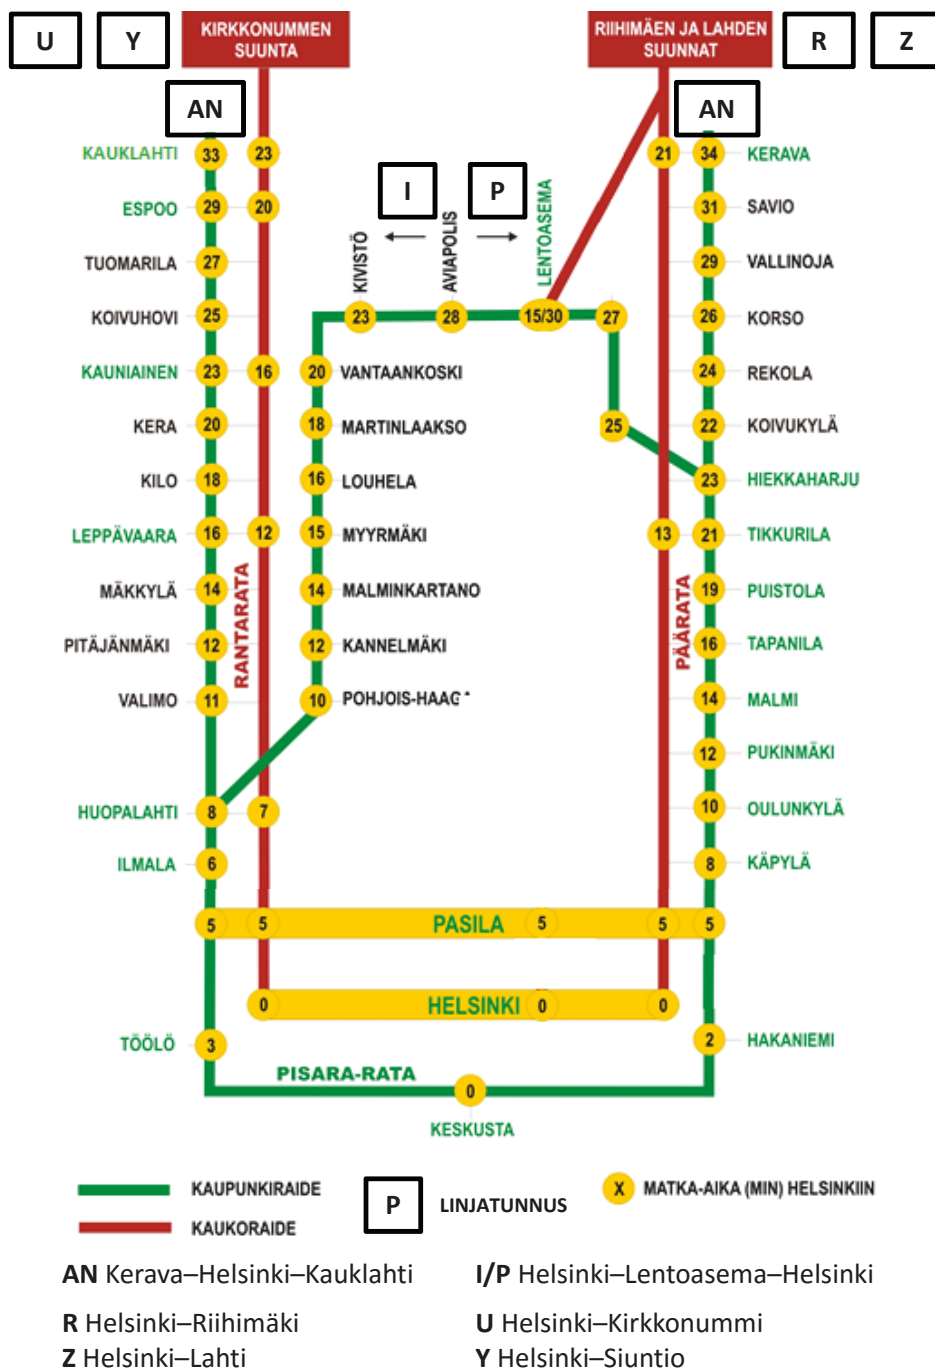 U
Y
KIRKKONUMMEN
SUUNTA
RIIHIMÄEN JA LAHDEN
SUUNNAT
R
Z
AN
AN
KAUKLAHTI
33
23
21
34
KERAVA
I
P
ESPOO
29
20
KIVISTÖ
AVIAPOLIS
LENTOASEMA
31
SAVIO
TUOMARILA
27
29
VALLINOJA
KOIVUHOVI
25
23
28
15/30
27
26
KORSO
KAUNIAINEN
23
16
20
VANTAANKOSKI
24
REKOLA
KERA
20
18
MARTINLAAKSO
25
22
KOIVUKYLÄ
KILO
18
16
LOUHELA
23
HIEKKAHARJU
LEPPÄVAARA
16
12
15
MYYRMÄKI
13
21
TIKKURILA
MÄKKYLÄ
14
14
MALMINKARTANO
19
PUISTOLA
RANTARATA
PÄÄRATA
PITÄJÄNMÄKI
12
12
KANNELMÄKI
16
TAPANILA
VALIMO
11
10
POHJOIS-HAAG
14
MALMI
12
PUKINMÄKI
HUOPALAHTI
8
7
10
OULUNKYLÄ
ILMALA
6
8
KÄPYLÄ
5
5
PASILA
5
5
5
0
HELSINKI
0
0
TÖÖLÖ
3
2
HAKANIEMI
PISARA-RATA
0
KESKUSTA
KAUPUNKIRAIDE
KAUKORAIDE
P
LINJATUNNUS
X
MATKA-AIKA (MIN) HELSINKIIN
AN Kerava–Helsinki–Kauklahti
I/P Helsinki–Lentoasema–Helsinki
R Helsinki–Riihimäki
U Helsinki–Kirkkonummi
Z Helsinki–Lahti
Y Helsinki–Siuntio